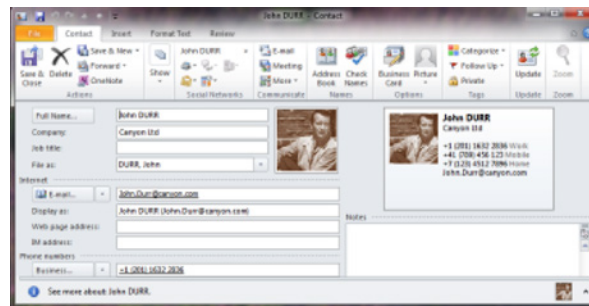 John DURR - Contact
File Contact Insert Format Text Review
Save & Close
Delete
Save & New
Forward
OneNote
Actions
Show
John DURR
Social Networks
E-mail
Meeting
More
Communicate
Address Book
Check Names
Names
Business Card
Picture
Options
Categorize
Follow Up
Private
Tags
Update
Update
Zoom
Zoom
Full Name... John DURR
Company: Canyon Ltd
Job title:
File as: DURR, John
Internet
E-mail... John.Durr@canyon.com
Display as: John DURR (John.Durr@canyon.com)
Web page address:
IM address:
Phone numbers
Business... +1 (201) 1632 2836
John DURR
Canyon Ltd
+1 (201) 1632 2836 Work
+41 (788) 456 123 Mobile
+7 (123) 4512 7896 Home
John.Durr@canyon.com
Notes
See more about: John DURR.